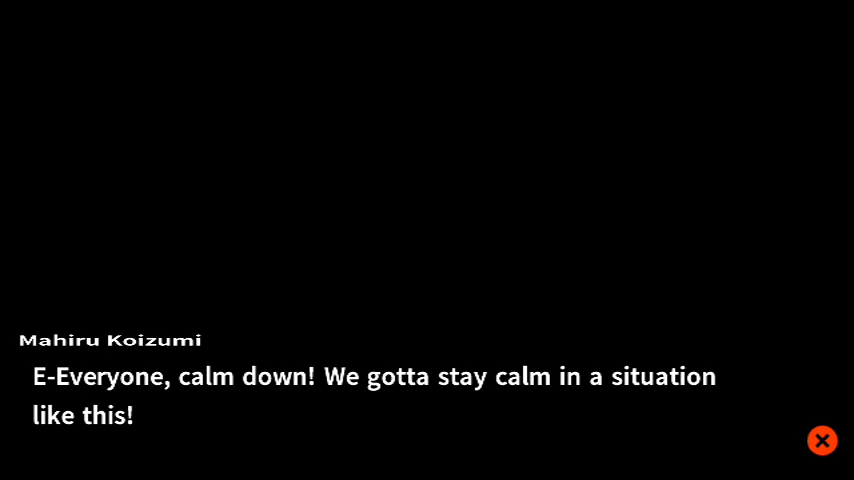 Mahiru Koizumi
E-Everyone, calm down! We gotta stay calm in a situation
like this!